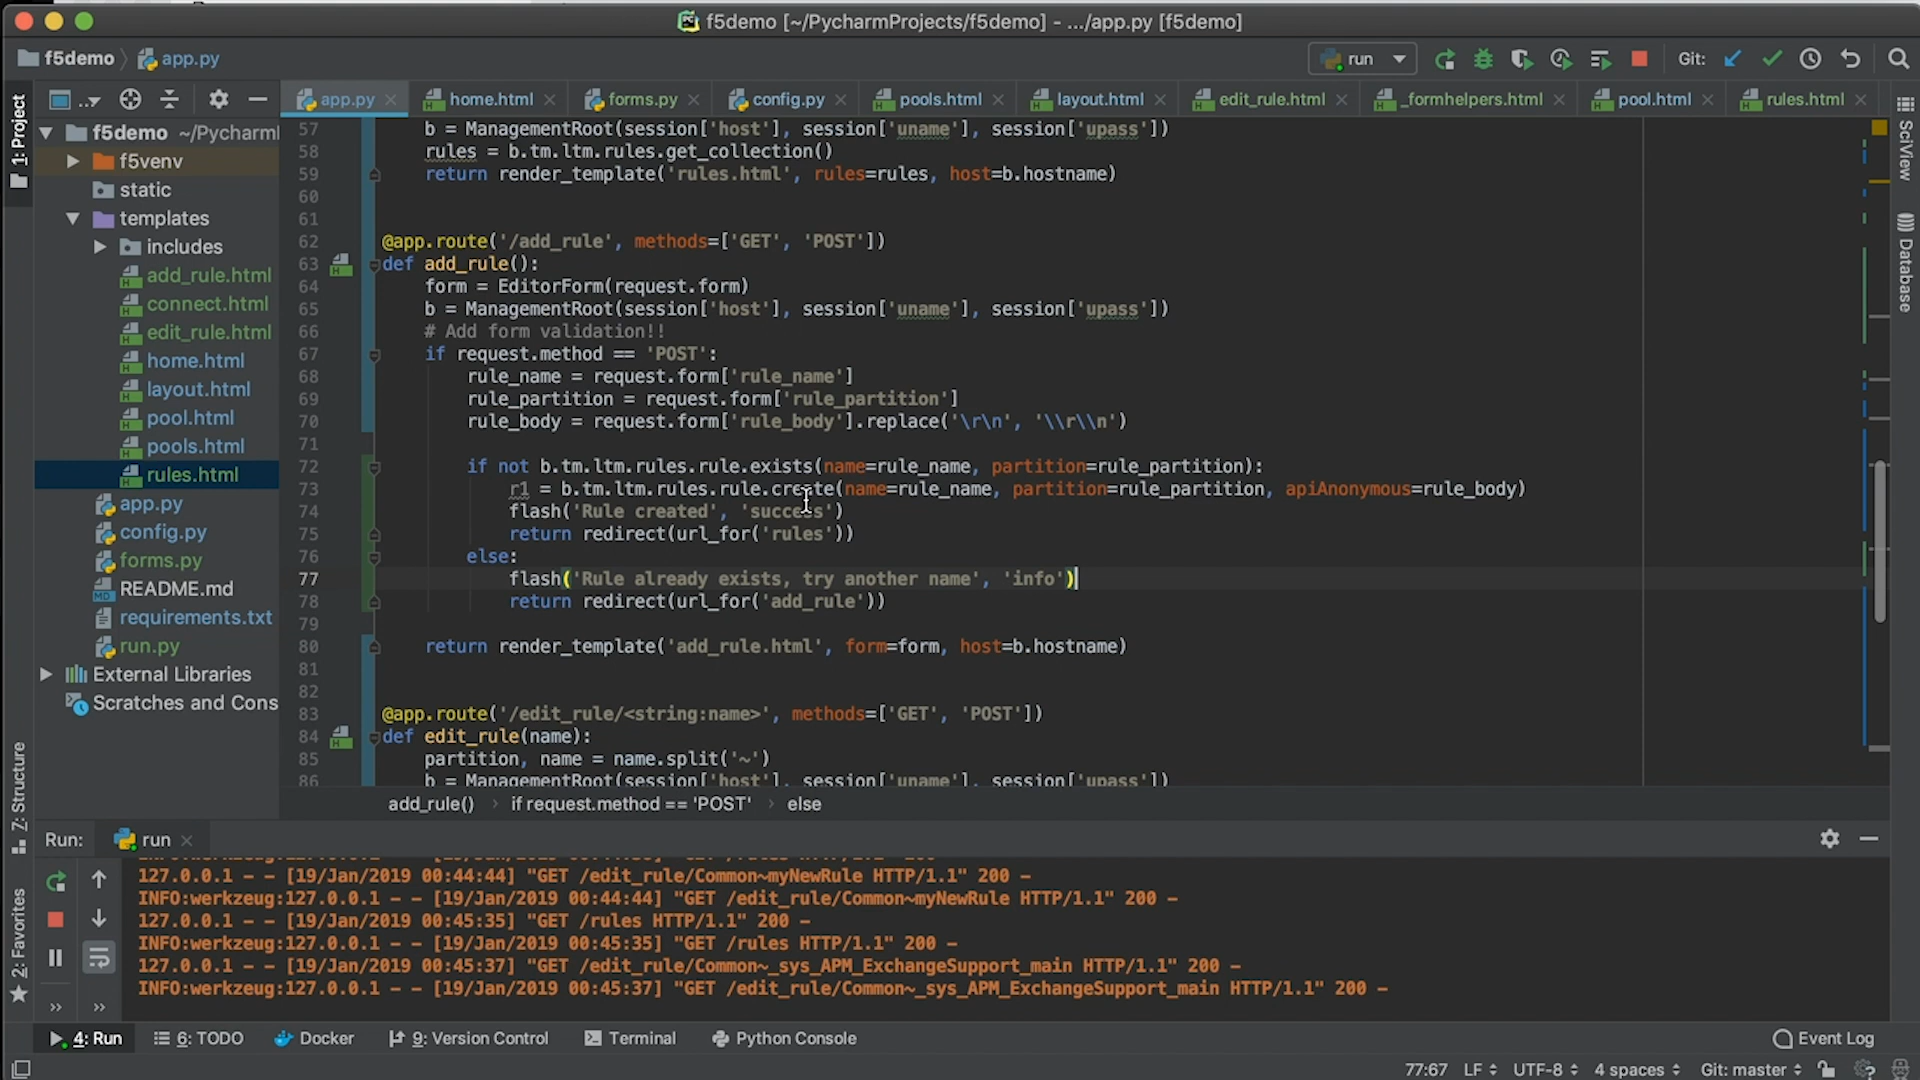 f5demo [~/PycharmProjects/f5demo] - .../app.py [f5demo]
f5demo app.py
run Git:
app.py home.html forms.py config.py pools.html layout.html edit_rule.html _formhelpers.html pool.html rules.html
1: Project
f5demo ~/Pycharm
f5venv
static
templates
includes
add_rule.html
connect.html
edit_rule.html
home.html
layout.html
pool.html
pools.html
rules.html
app.py
config.py
forms.py
README.md
requirements.txt
run.py
External Libraries
Scratches and Cons
57 b = ManagementRoot(session['host'], session['uname'], session['upass'])
58 rules = b.tm.ltm.rules.get_collection()
59 return render_template('rules.html', rules=rules, host=b.hostname)
60
61
62 @app.route('/add_rule', methods=['GET', 'POST'])
63 def add_rule():
64 form = EditorForm(request.form)
65 b = ManagementRoot(session['host'], session['uname'], session['upass'])
66 # Add form validation!!
67 if request.method == 'POST':
68 rule_name = request.form['rule_name']
69 rule_partition = request.form['rule_partition']
70 rule_body = request.form['rule_body'].replace('\r\n', '\\r\\n')
71
72 if not b.tm.ltm.rules.rule.exists(name=rule_name, partition=rule_partition):
73 r1 = b.tm.ltm.rules.rule.create(name=rule_name, partition=rule_partition, apiAnonymous=rule_body)
74 flash('Rule created', 'success')
75 return redirect(url_for('rules'))
76 else:
77 flash('Rule already exists, try another name', 'info')
78 return redirect(url_for('add_rule'))
79
80 return render_template('add_rule.html', form=form, host=b.hostname)
81
82
83 @app.route('/edit_rule/<string:name>', methods=['GET', 'POST'])
84 def edit_rule(name):
85 partition, name = name.split('~')
86 b = ManagementRoot(session['host'], session['uname'], session['upass'])
add_rule() if request.method == 'POST' else
SciView
Database
Z: Structure
2: Favorites
Run: run
127.0.0.1 - - [19/Jan/2019 00:44:44] "GET /edit_rule/Common~myNewRule HTTP/1.1" 200 -
INFO:werkzeug:127.0.0.1 - - [19/Jan/2019 00:44:44] "GET /edit_rule/Common~myNewRule HTTP/1.1" 200 -
127.0.0.1 - - [19/Jan/2019 00:45:35] "GET /rules HTTP/1.1" 200 -
INFO:werkzeug:127.0.0.1 - - [19/Jan/2019 00:45:35] "GET /rules HTTP/1.1" 200 -
127.0.0.1 - - [19/Jan/2019 00:45:37] "GET /edit_rule/Common~_sys_APM_ExchangeSupport_main HTTP/1.1" 200 -
INFO:werkzeug:127.0.0.1 - - [19/Jan/2019 00:45:37] "GET /edit_rule/Common~_sys_APM_ExchangeSupport_main HTTP/1.1" 200 -
4: Run 6: TODO Docker 9: Version Control Terminal Python Console Event Log
77:67 LF UTF-8 4 spaces Git: master